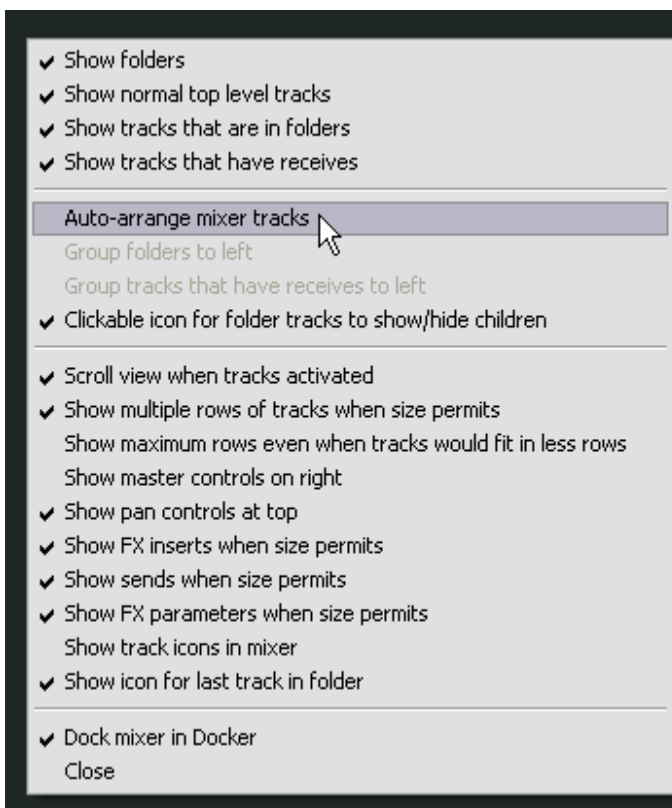 Show folders
Show normal top level tracks
Show tracks that are in folders
Show tracks that have receives
Auto-arrange mixer tracks
Group folders to left
Group tracks that have receives to left
Clickable icon for folder tracks to show/hide children
Scroll view when tracks activated
Show multiple rows of tracks when size permits
Show maximum rows even when tracks would fit in less rows
Show master controls on right
Show pan controls at top
Show FX inserts when size permits
Show sends when size permits
Show FX parameters when size permits
Show track icons in mixer
Show icon for last track in folder
Dock mixer in Docker
Close